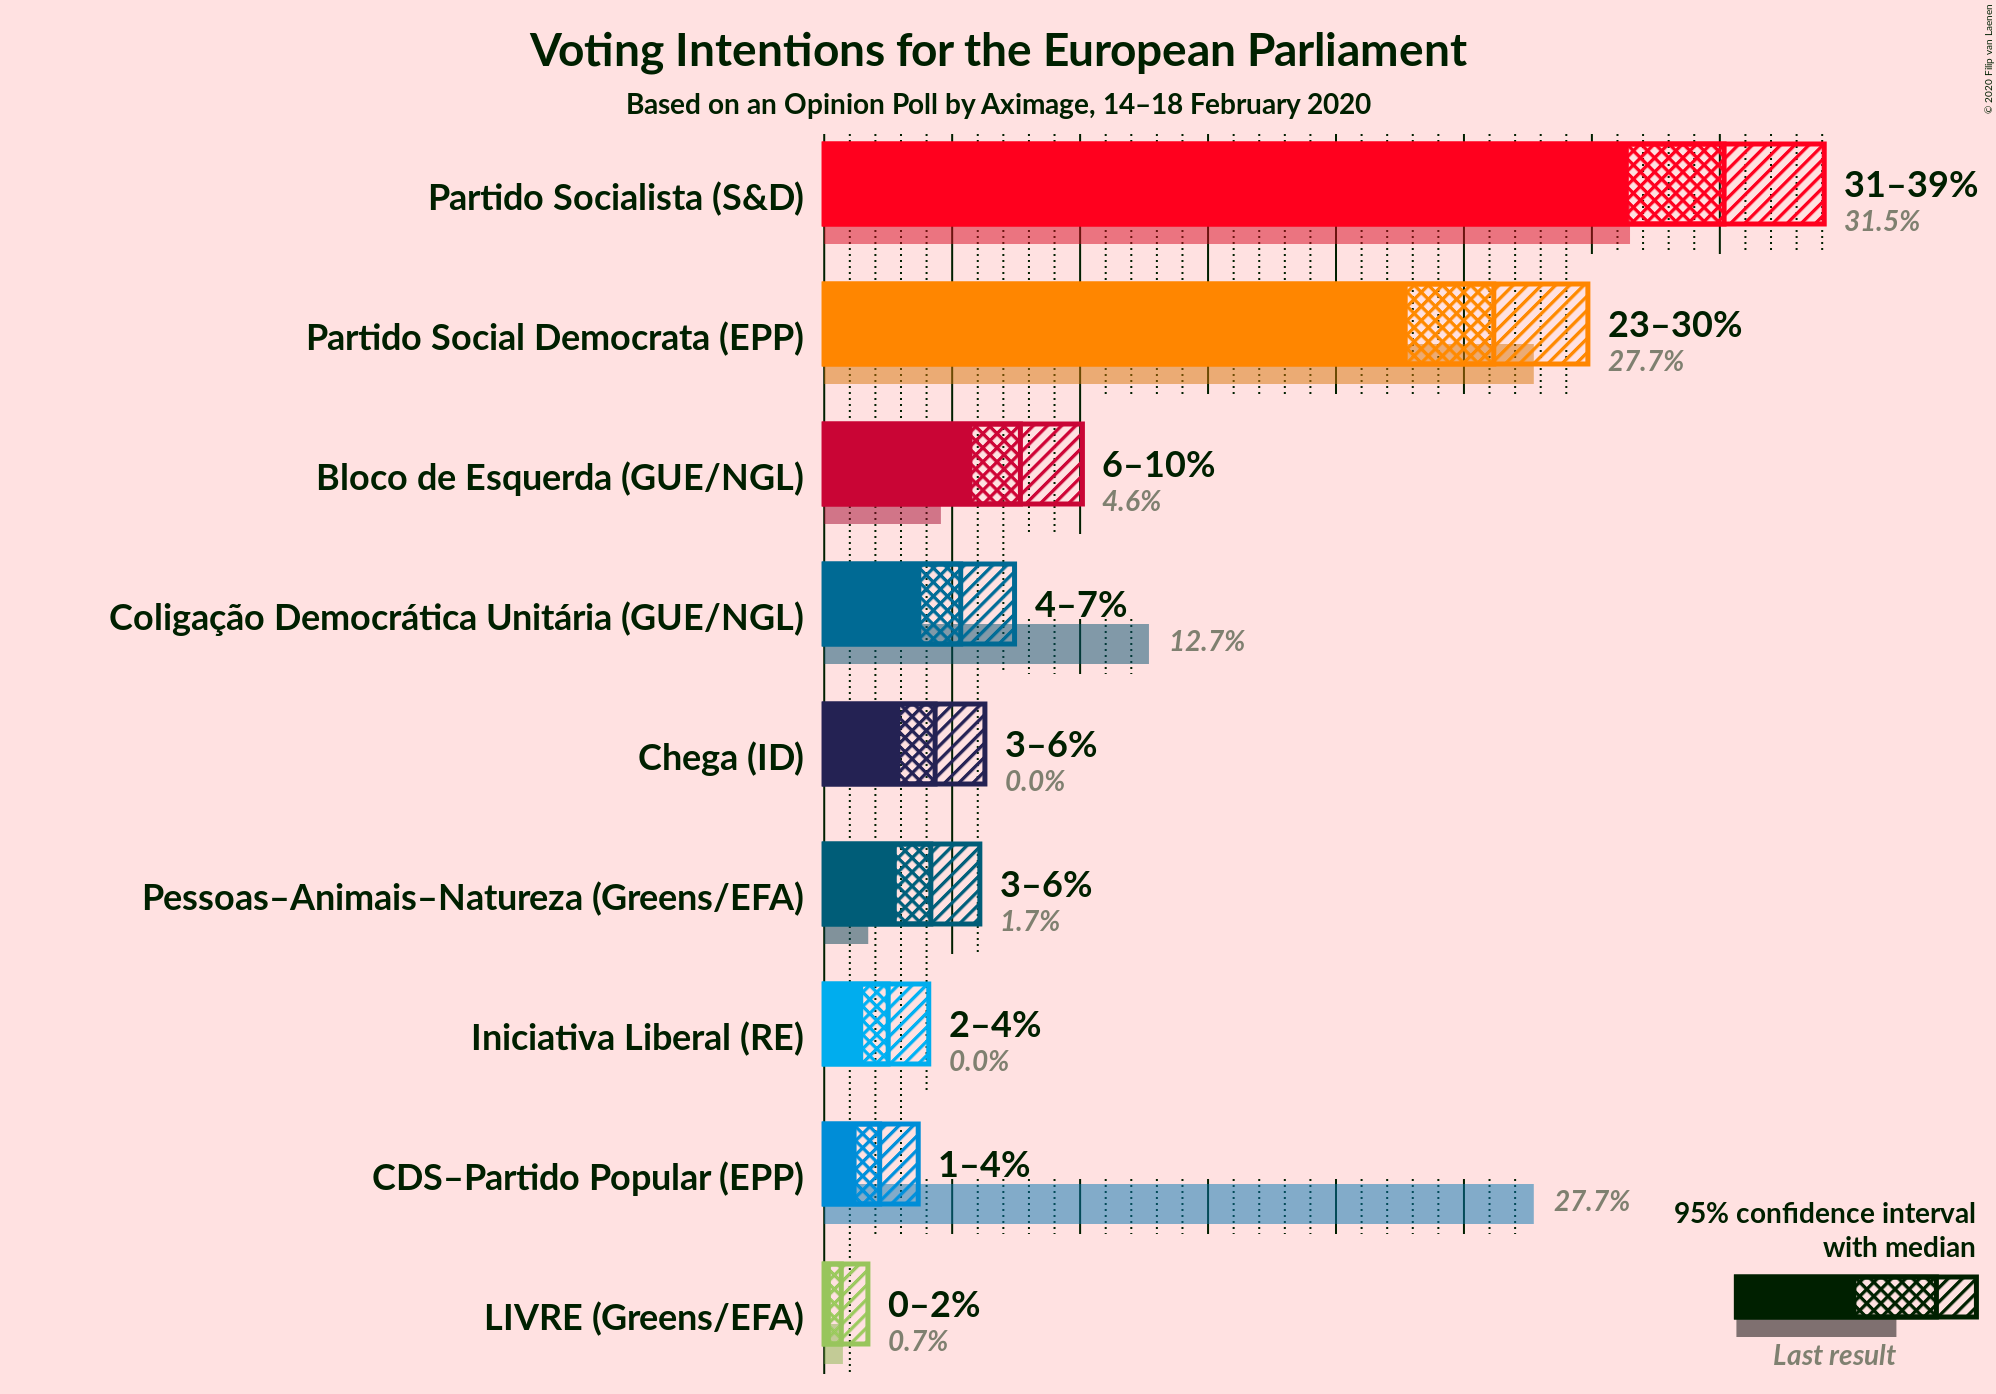 Voting Intentions for the European Parliament
Based on an Opinion Poll by Aximage, 14–18 February 2020
© 2020 Filip van Laenen
Partido Socialista (S&D)
31–39%
31.5%
Partido Social Democrata (EPP)
23–30%
27.7%
Bloco de Esquerda (GUE/NGL)
6–10%
4.6%
Coligação Democrática Unitária (GUE/NGL)
4–7%
12.7%
Chega (ID)
3–6%
0.0%
Pessoas–Animais–Natureza (Greens/EFA)
3–6%
1.7%
Iniciativa Liberal (RE)
2–4%
0.0%
CDS–Partido Popular (EPP)
1–4%
27.7%
LIVRE (Greens/EFA)
0–2%
0.7%
95% confidence interval
with median
Last result